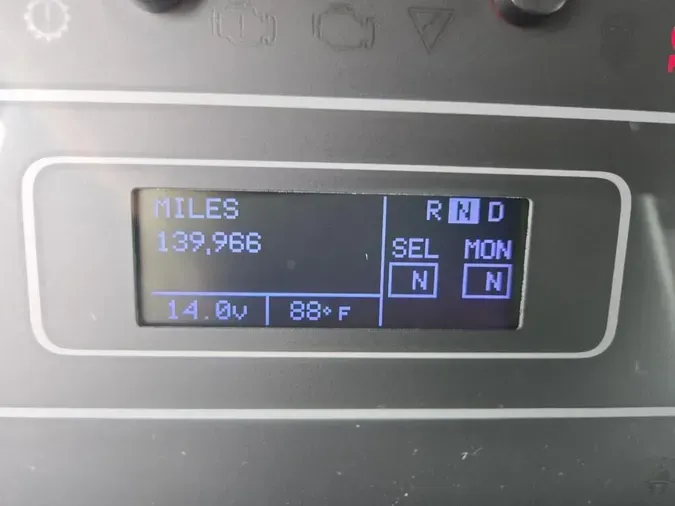 MILES
139,966
14.0v
88° F
R N D
SEL MON
N N